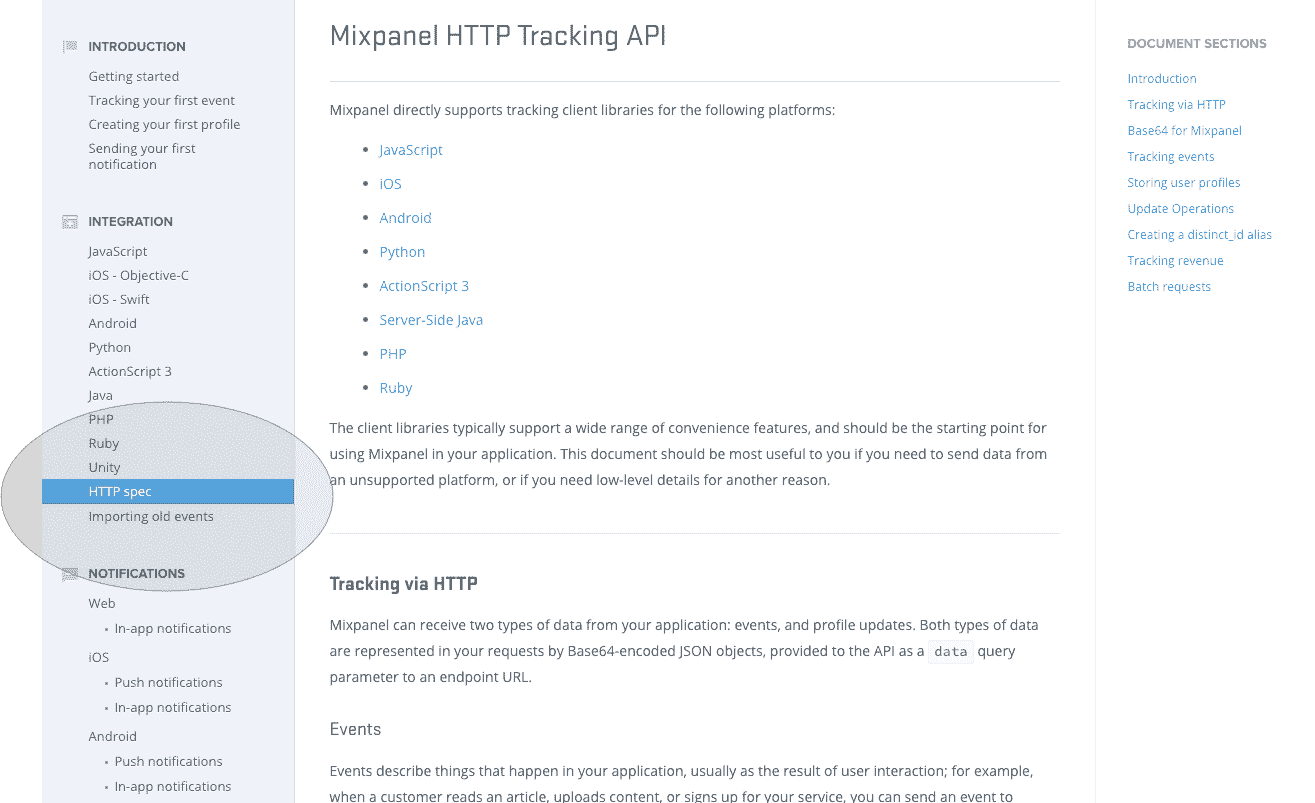 INTRODUCTION
Getting started
Tracking your first event
Creating your first profile
Sending your first
notification
INTEGRATION
JavaScript
iOS - Objective-C
iOS - Swift
Android
Python
ActionScript 3
Java
PHP
Ruby
Unity
HTTP spec
Importing old events
NOTIFICATIONS
Web
In-app notifications
iOS
Push notifications
In-app notifications
Android
Push notifications
In-app notifications
Mixpanel HTTP Tracking API
Mixpanel directly supports tracking client libraries for the following platforms:
JavaScript
iOS
Android
Python
ActionScript 3
Server-Side Java
PHP
Ruby
The client libraries typically support a wide range of convenience features, and should be the starting point for
using Mixpanel in your application. This document should be most useful to you if you need to send data from
an unsupported platform, or if you need low-level details for another reason.
Tracking via HTTP
Mixpanel can receive two types of data from your application: events, and profile updates. Both types of data
are represented in your requests by Base64-encoded JSON objects, provided to the API as a data query
parameter to an endpoint URL.
Events
Events describe things that happen in your application, usually as the result of user interaction; for example,
when a customer reads an article, uploads content, or signs up for your service, you can send an event to
DOCUMENT SECTIONS
Introduction
Tracking via HTTP
Base64 for Mixpanel
Tracking events
Storing user profiles
Update Operations
Creating a distinct_id alias
Tracking revenue
Batch requests